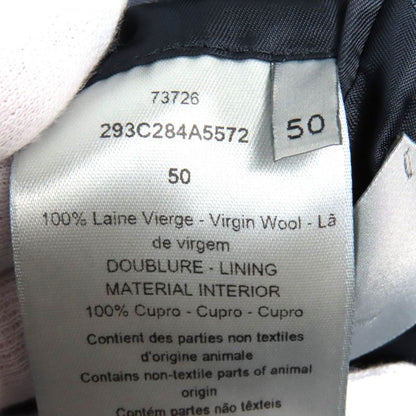 73726
293C284A5572
50
50
100% Laine Vierge - Virgin Wool - Lã
de virgem
DOUBLURE - LINING
MATERIAL INTERIOR
100% Cupro - Cupro - Cupro
Contient des parties non textiles
d'origine animale
Contains non-textile parts of animal
origin
Contém partes não têxteis